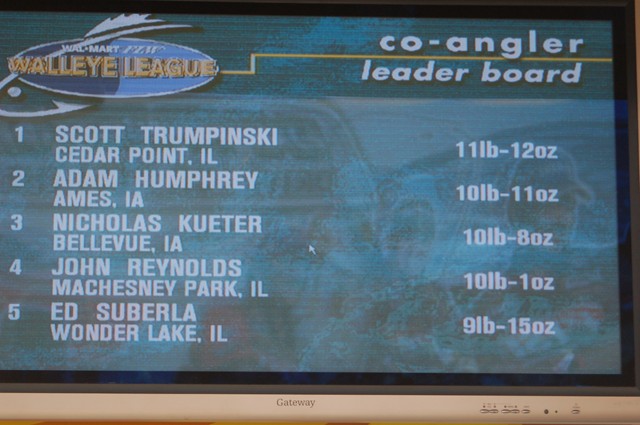 WAL-MART FLW
WALLEYE LEAGUE
co-angler
leader board
1 SCOTT TRUMPINSKI
CEDAR POINT, IL 11lb-12oz
2 ADAM HUMPHREY
AMES, IA 10lb-11oz
3 NICHOLAS KUETER
BELLEVUE, IA 10lb-8oz
4 JOHN REYNOLDS
MACHESNEY PARK, IL 10lb-1oz
5 ED SUBERLA
WONDER LAKE, IL 9lb-15oz
Gateway